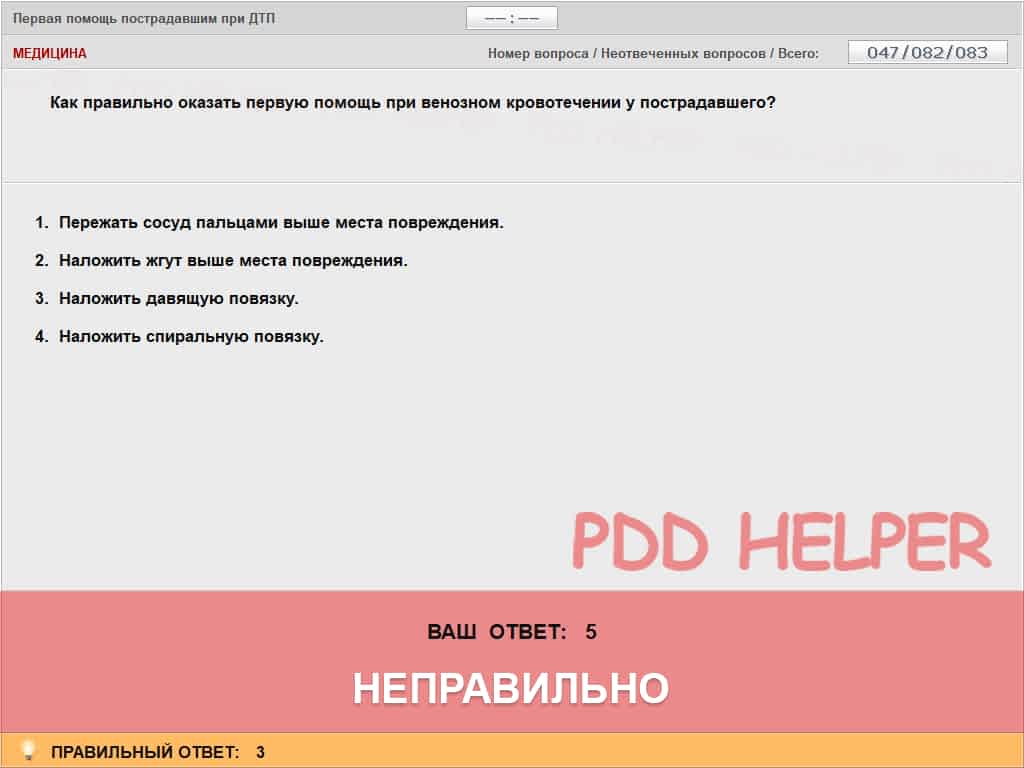 Первая помощь пострадавшим при ДТП
—— : ——
МЕДИЦИНА
Номер вопроса / Неотвеченных вопросов / Всего:
047/082/083
Как правильно оказать первую помощь при венозном кровотечении у пострадавшего?
1. Пережать сосуд пальцами выше места повреждения.
2. Наложить жгут выше места повреждения.
3. Наложить давящую повязку.
4. Наложить спиральную повязку.
PDD HELPER
ВАШ ОТВЕТ: 5
НЕПРАВИЛЬНО
ПРАВИЛЬНЫЙ ОТВЕТ: 3